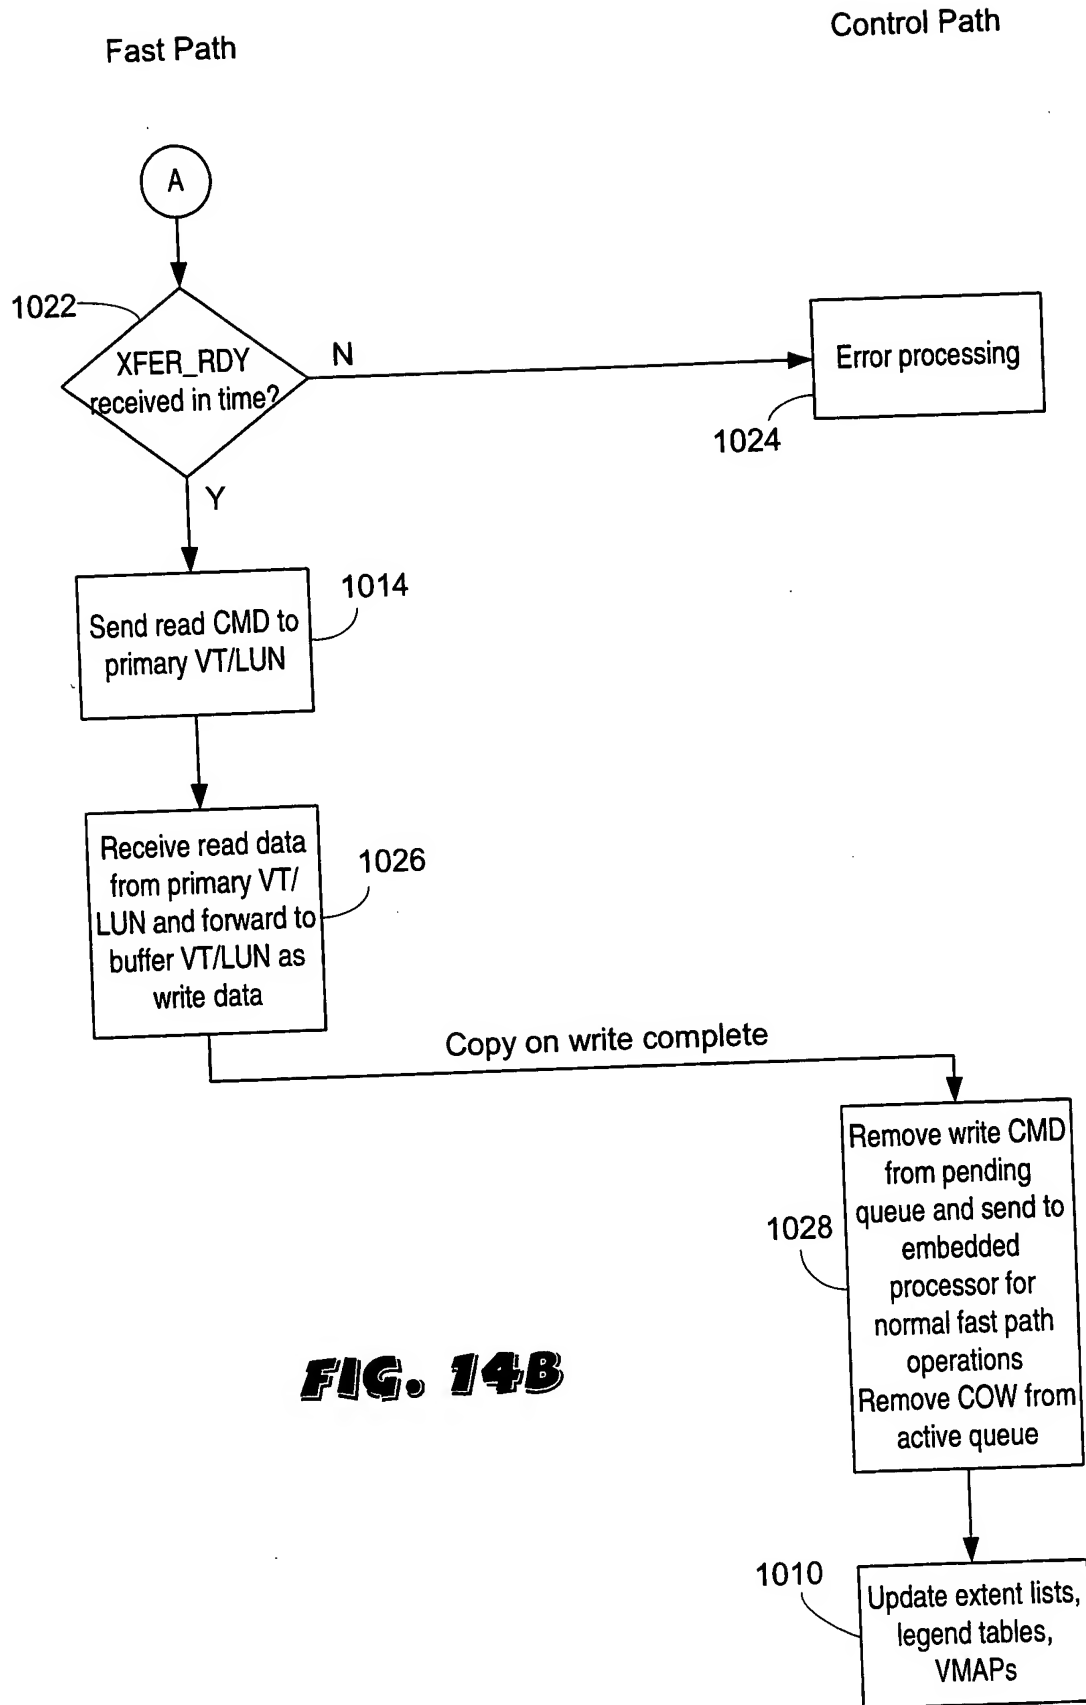 Fast Path
Control Path
A
1022
XFER_RDY
received in time?
N
Error processing
1024
Y
Send read CMD to
primary VT/LUN
1014
Receive read data
from primary VT/
LUN and forward to
buffer VT/LUN as
write data
1026
Copy on write complete
Remove write CMD
from pending
queue and send to
embedded
processor for
normal fast path
operations
Remove COW from
active queue
1028
FIG. 14B
1010
Update extent lists,
legend tables,
VMAPs